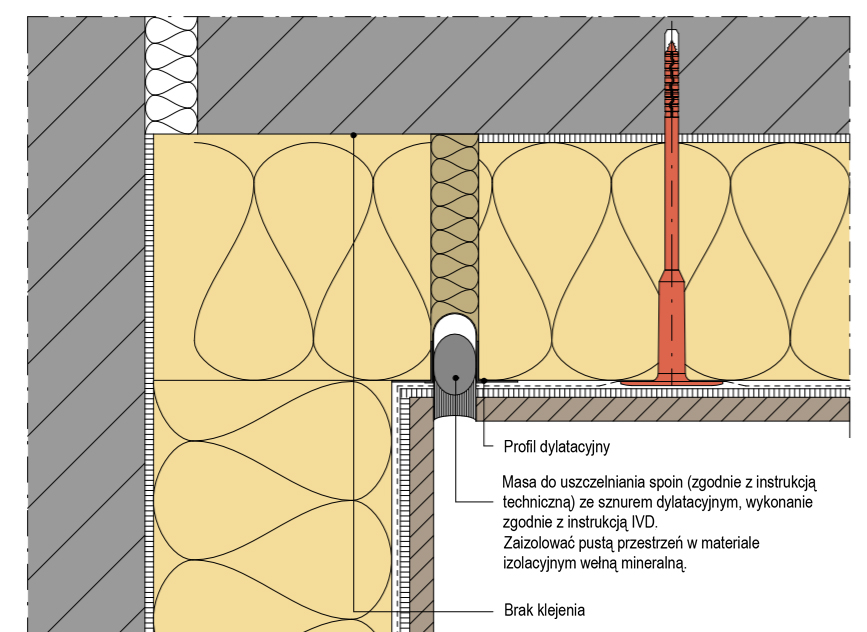 Profil dylatacyjny
Masa do uszczelniania spoin (zgodnie z instrukcją
techniczną) ze sznurem dylatacyjnym, wykonanie
zgodnie z instrukcją IVD.
Zaizolować pustą przestrzeń w materiale
izolacyjnym wełną mineralną.
Brak klejenia